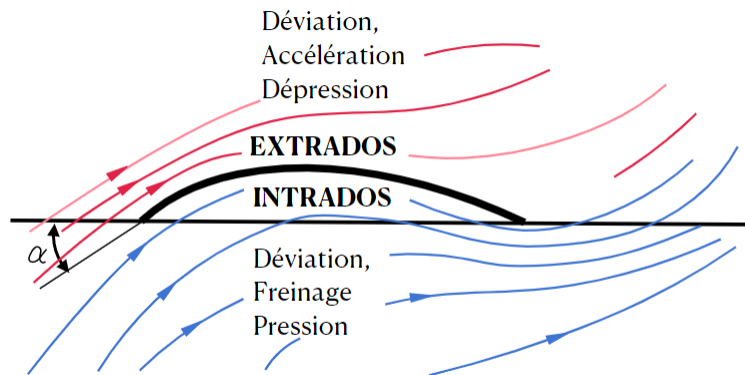 Déviation,
Accélération
Dépression
EXTRADOS
INTRADOS
α
Déviation,
Freinage
Pression